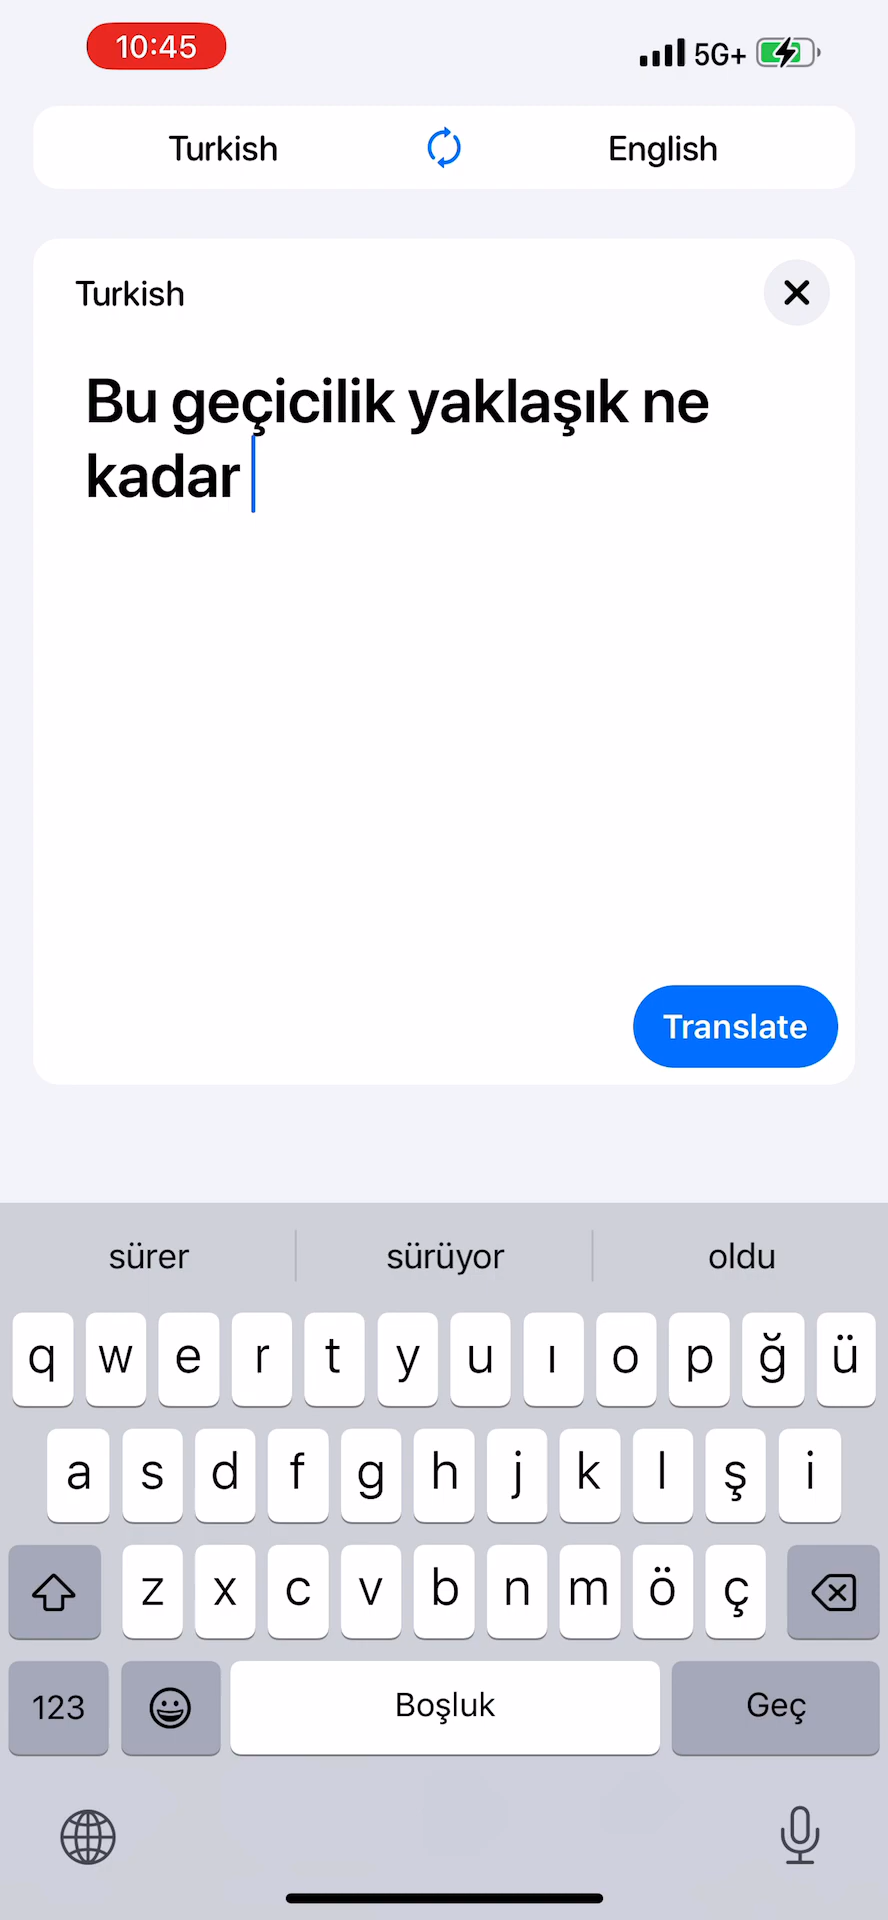 10:45 5G+
Turkish English
Turkish
Bu geçicilik yaklaşık ne
kadar
Translate
sürer sürüyor oldu
q w e r t y u ı o p ğ ü
a s d f g h j k l ş i
z x c v b n m ö ç
123 Boşluk Geç